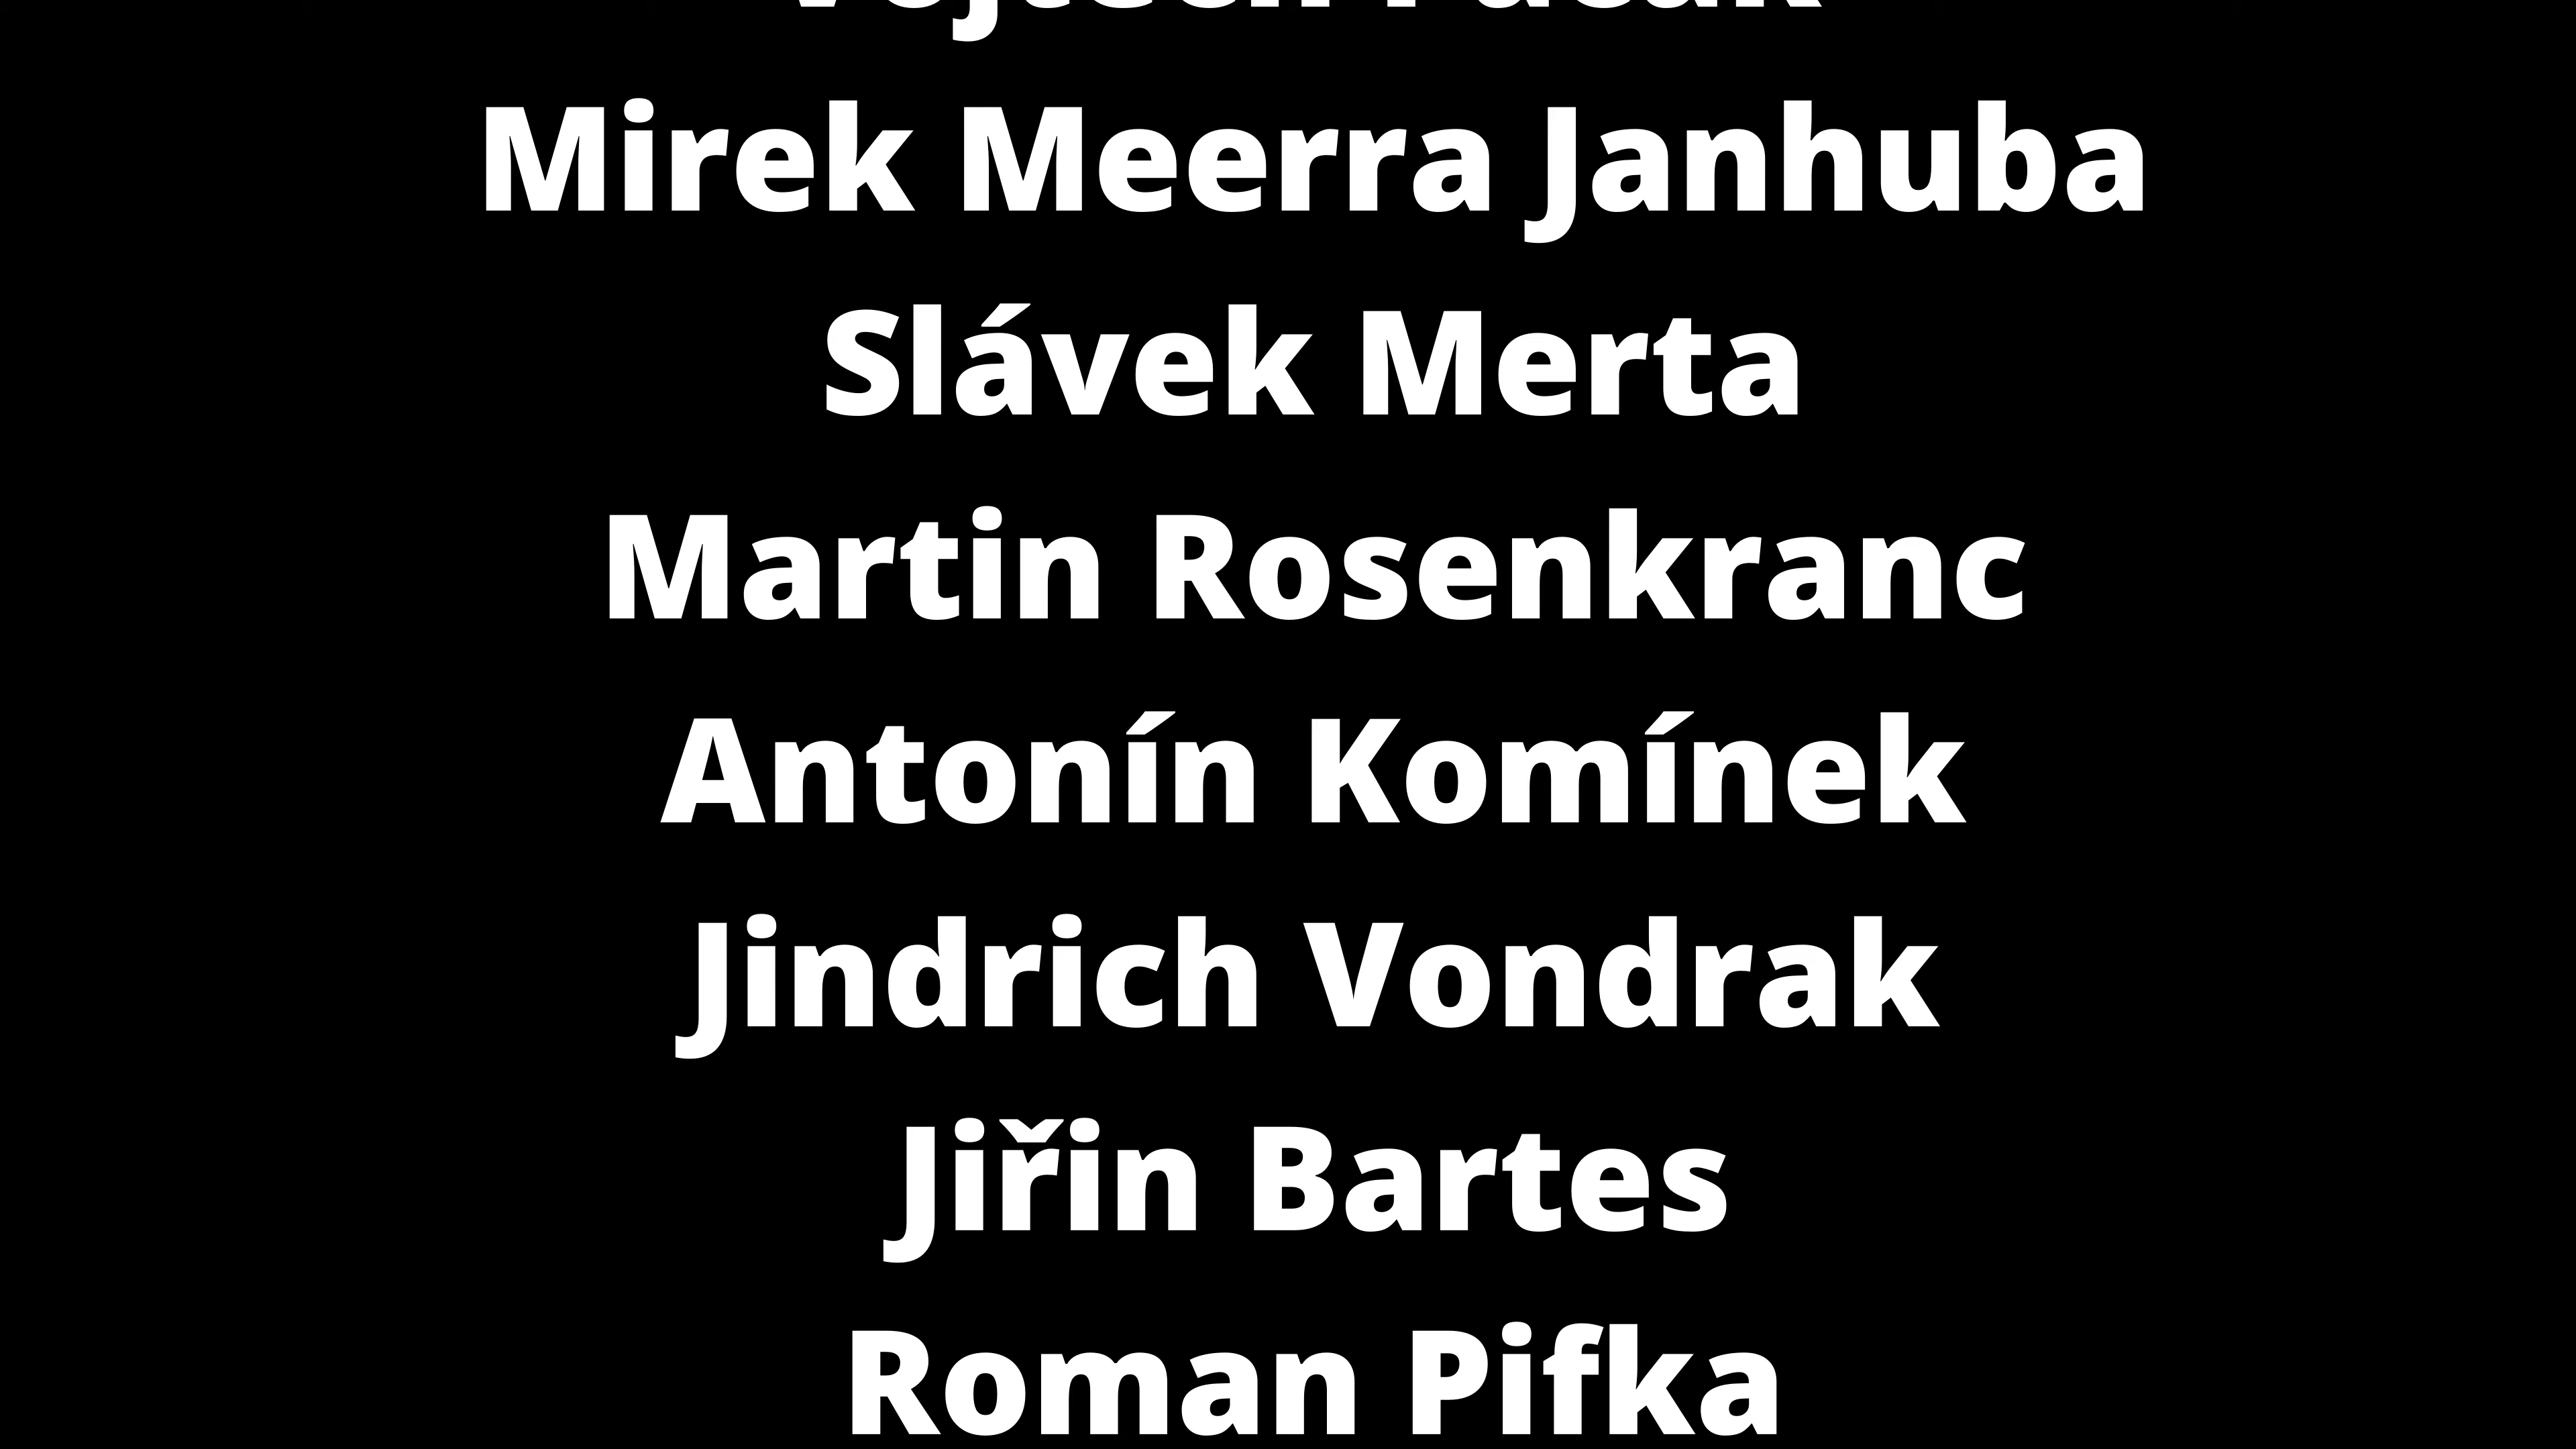 Mirek Meerra Janhuba
Slávek Merta
Martin Rosenkranc
Antonín Komínek
Jindrich Vondrak
Jiřin Bartes
Roman Pifka